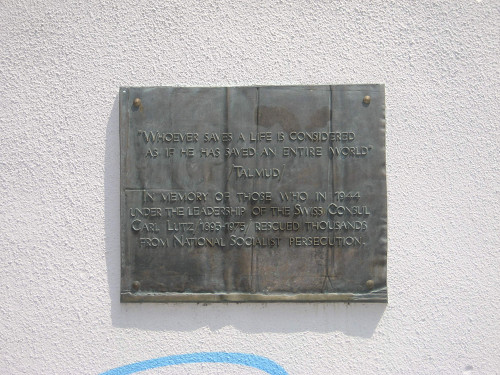 "WHOEVER SAVES A LIFE IS CONSIDERED
AS IF HE HAS SAVED AN ENTIRE WORLD"
TALMUD
IN MEMORY OF THOSE WHO IN 1944
UNDER THE LEADERSHIP OF THE SWISS CONSUL
CARL LUTZ (1895-1975) RESCUED THOUSANDS
FROM NATIONAL SOCIALIST PERSECUTION.